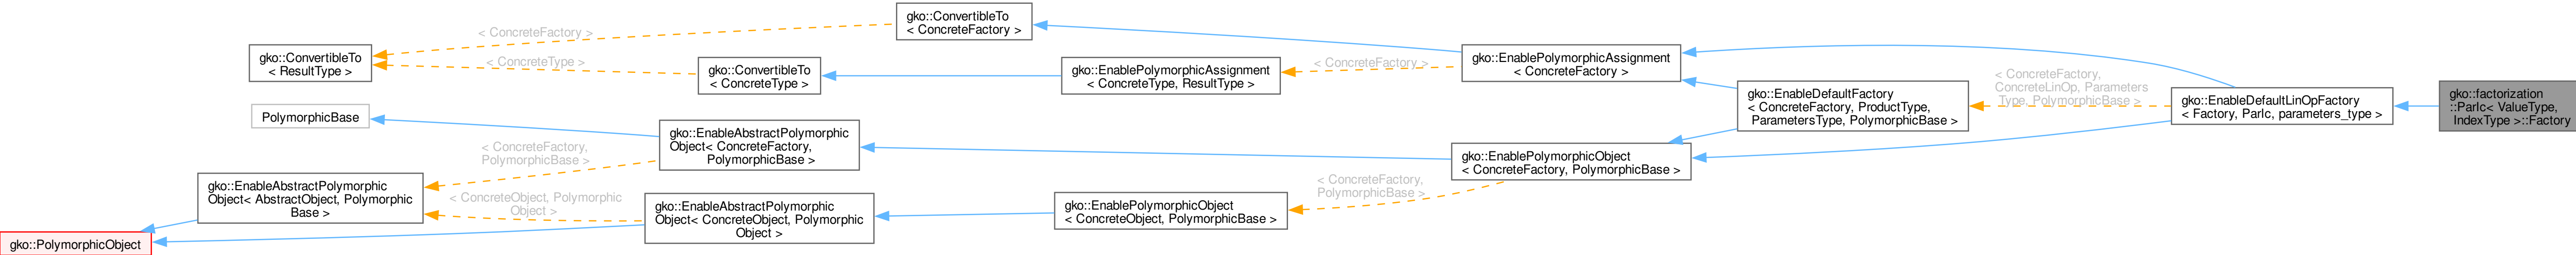 gko::ConvertibleTo
< ConcreteFactory >
< ConcreteFactory >
gko::ConvertibleTo
< ResultType >
< ConcreteType >
gko::ConvertibleTo
< ConcreteType >
gko::EnablePolymorphicAssignment
< ConcreteType, ResultType >
< ConcreteFactory >
gko::EnablePolymorphicAssignment
< ConcreteFactory >
gko::EnableDefaultFactory
< ConcreteFactory, ProductType,
ParametersType, PolymorphicBase >
< ConcreteFactory,
ConcreteLinOp, Parameters
Type, PolymorphicBase >
gko::EnableDefaultLinOpFactory
< Factory, ParIc, parameters_type >
gko::factorization
::ParIc< ValueType,
IndexType >::Factory
PolymorphicBase
< ConcreteFactory,
PolymorphicBase >
gko::EnableAbstractPolymorphic
Object< ConcreteFactory,
PolymorphicBase >
gko::EnablePolymorphicObject
< ConcreteFactory, PolymorphicBase >
gko::EnableAbstractPolymorphic
Object< AbstractObject, Polymorphic
Base >
< ConcreteObject, Polymorphic
Object >
gko::EnableAbstractPolymorphic
Object< ConcreteObject, Polymorphic
Object >
gko::EnablePolymorphicObject
< ConcreteObject, PolymorphicBase >
< ConcreteFactory,
PolymorphicBase >
gko::PolymorphicObject